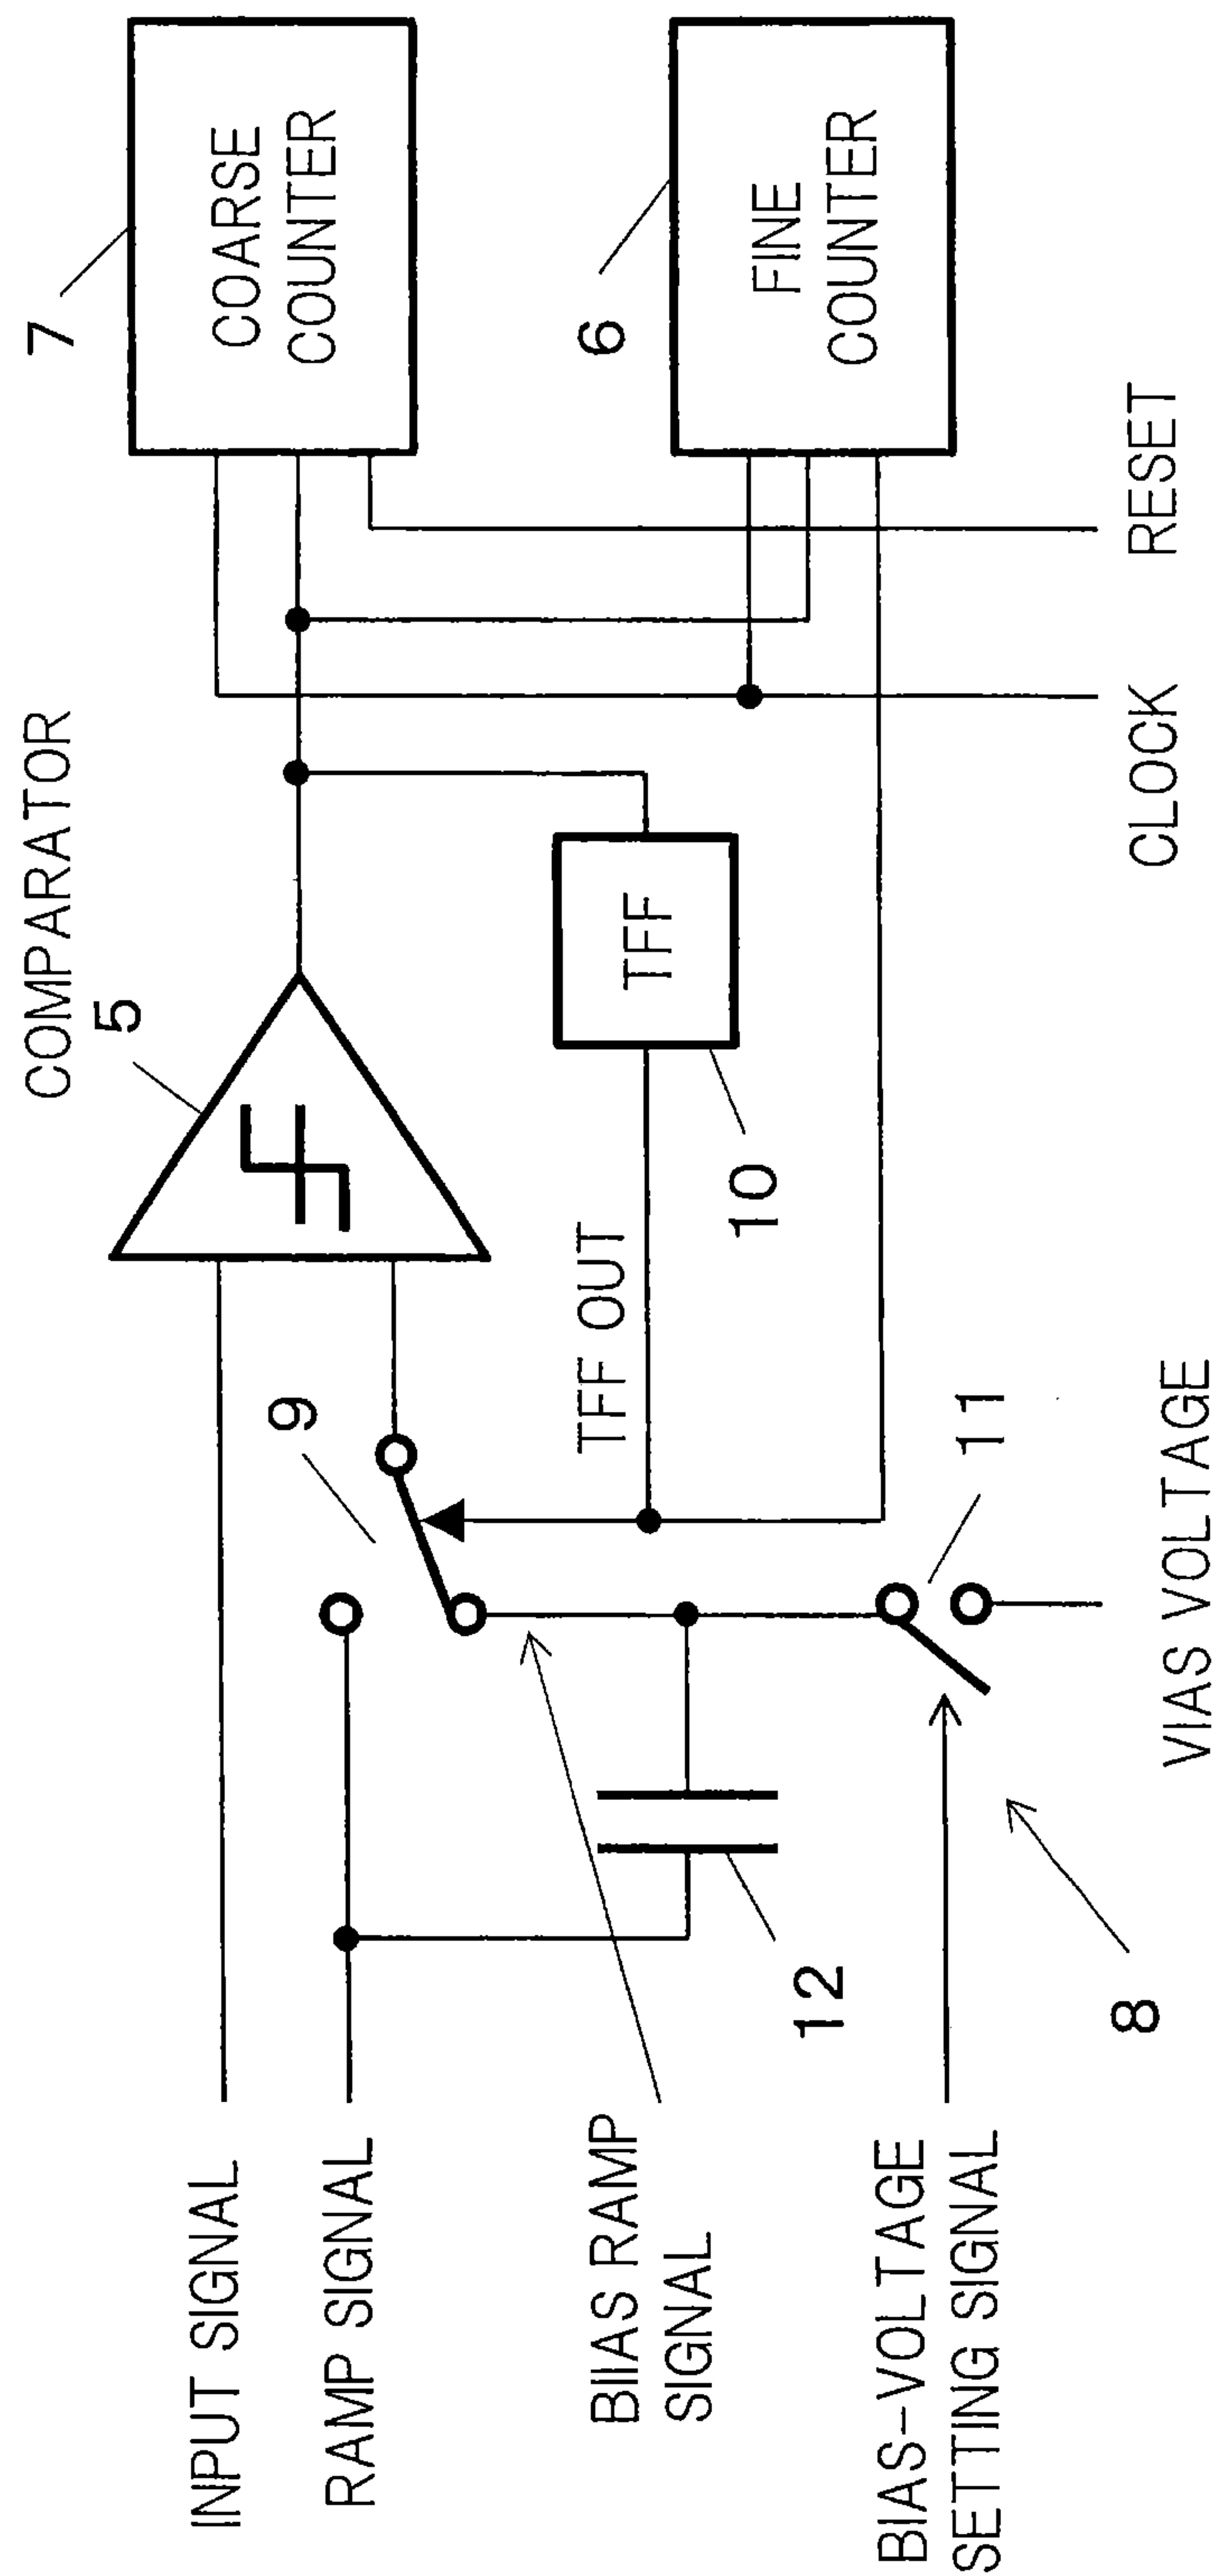 COMPARATOR
5
7
COARSE
COUNTER
INPUT SIGNAL
RAMP SIGNAL
9
6
FINE
COUNTER
TFF
TFF OUT
10
12
BIIAS RAMP
SIGNAL
11
BIAS-VOLTAGE
SETTING SIGNAL
8
VIAS VOLTAGE
CLOCK
RESET